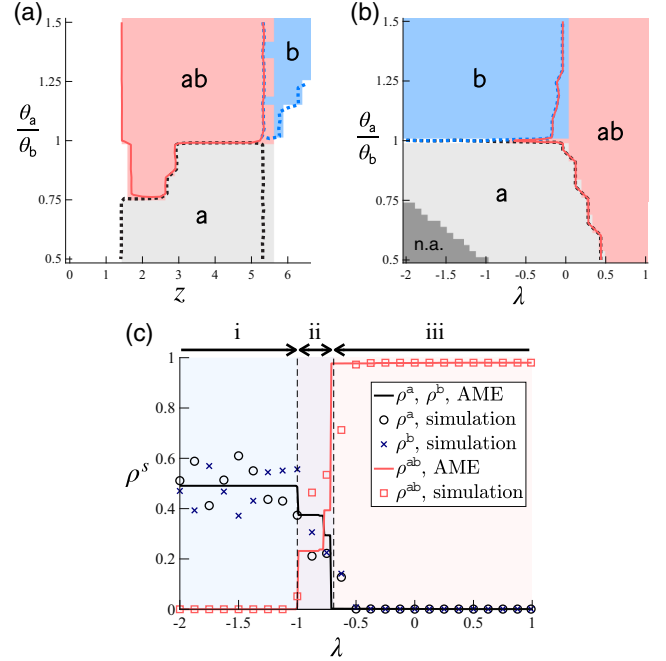 (a)
1.5
1.25
θa/θb
1
0.75
0.5
0 1 2 3 4 5 6
z
ab
b
a
(b)
1.5
1.25
θa/θb
1
0.75
0.5
-2 -1.5 -1 -0.5 0 0.5 1
λ
b
ab
a
n.a.
(c)
i ii iii
1
0.8
0.6
ρˢ
0.4
0.2
0
-2 -1.5 -1 -0.5 0 0.5 1
λ
ρᵃ, ρᵇ, AME
ρᵃ, simulation
ρᵇ, simulation
ρᵃᵇ, AME
ρᵃᵇ, simulation